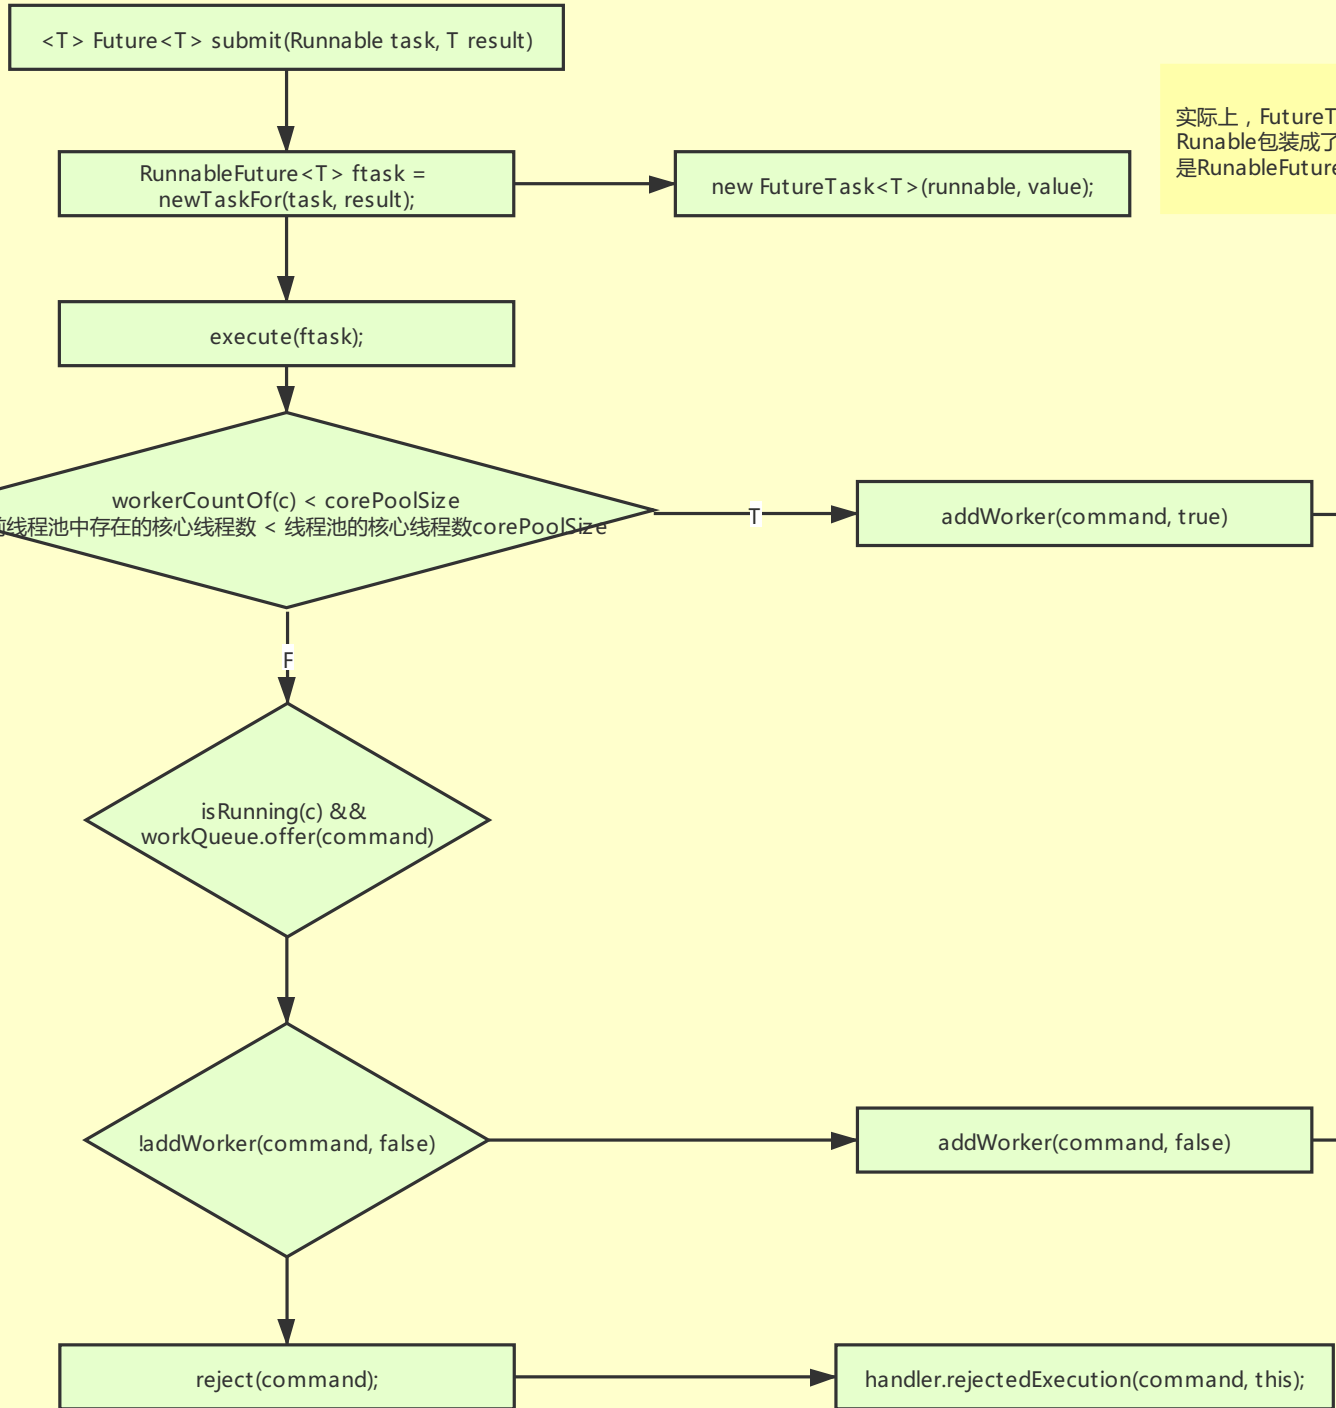 <T> Future<T> submit(Runnable task, T result)
实际上，FutureT
Runable包装成了
是RunableFuture
RunnableFuture<T> ftask =
newTaskFor(task, result);
new FutureTask<T>(runnable, value);
execute(ftask);
workerCountOf(c) < corePoolSize
线程池中存在的核心线程数 < 线程池的核心线程数corePoolSize
T
addWorker(command, true)
F
isRunning(c) &&
workQueue.offer(command)
!addWorker(command, false)
addWorker(command, false)
reject(command);
handler.rejectedExecution(command, this);